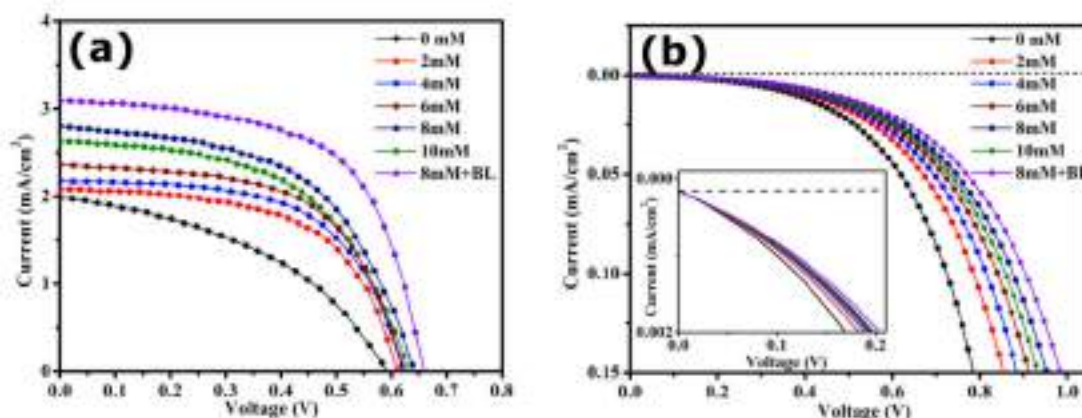 (a)
0 mM
2mM
4mM
6mM
8mM
10mM
8mM+BL
4
3
2
1
0
Current (mA/cm²)
0.0 0.1 0.2 0.3 0.4 0.5 0.6 0.7 0.8
Voltage (V)
(b)
0 mM
2mM
4mM
6mM
8mM
10mM
8mM+BL
0.00
0.05
0.10
0.15
Current (mA/cm²)
0.0 0.2 0.4 0.6 0.8 1.0
Voltage (V)
0.000
0.002
Current (mA/cm²)
0.0 0.1 0.2
Voltage (V)